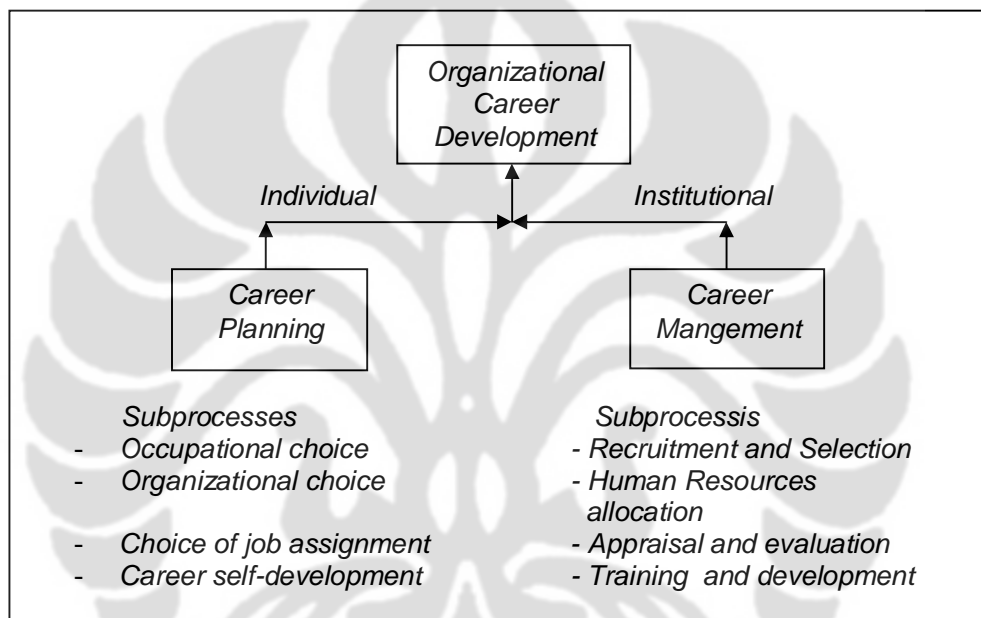 Organizational
Career
Development
Individual
Institutional
Career
Planning
Career
Mangement
Subprocesses
- Occupational choice
- Organizational choice
- Choice of job assignment
- Career self-development
Subprocessis
- Recruitment and Selection
- Human Resources
allocation
- Appraisal and evaluation
- Training and development